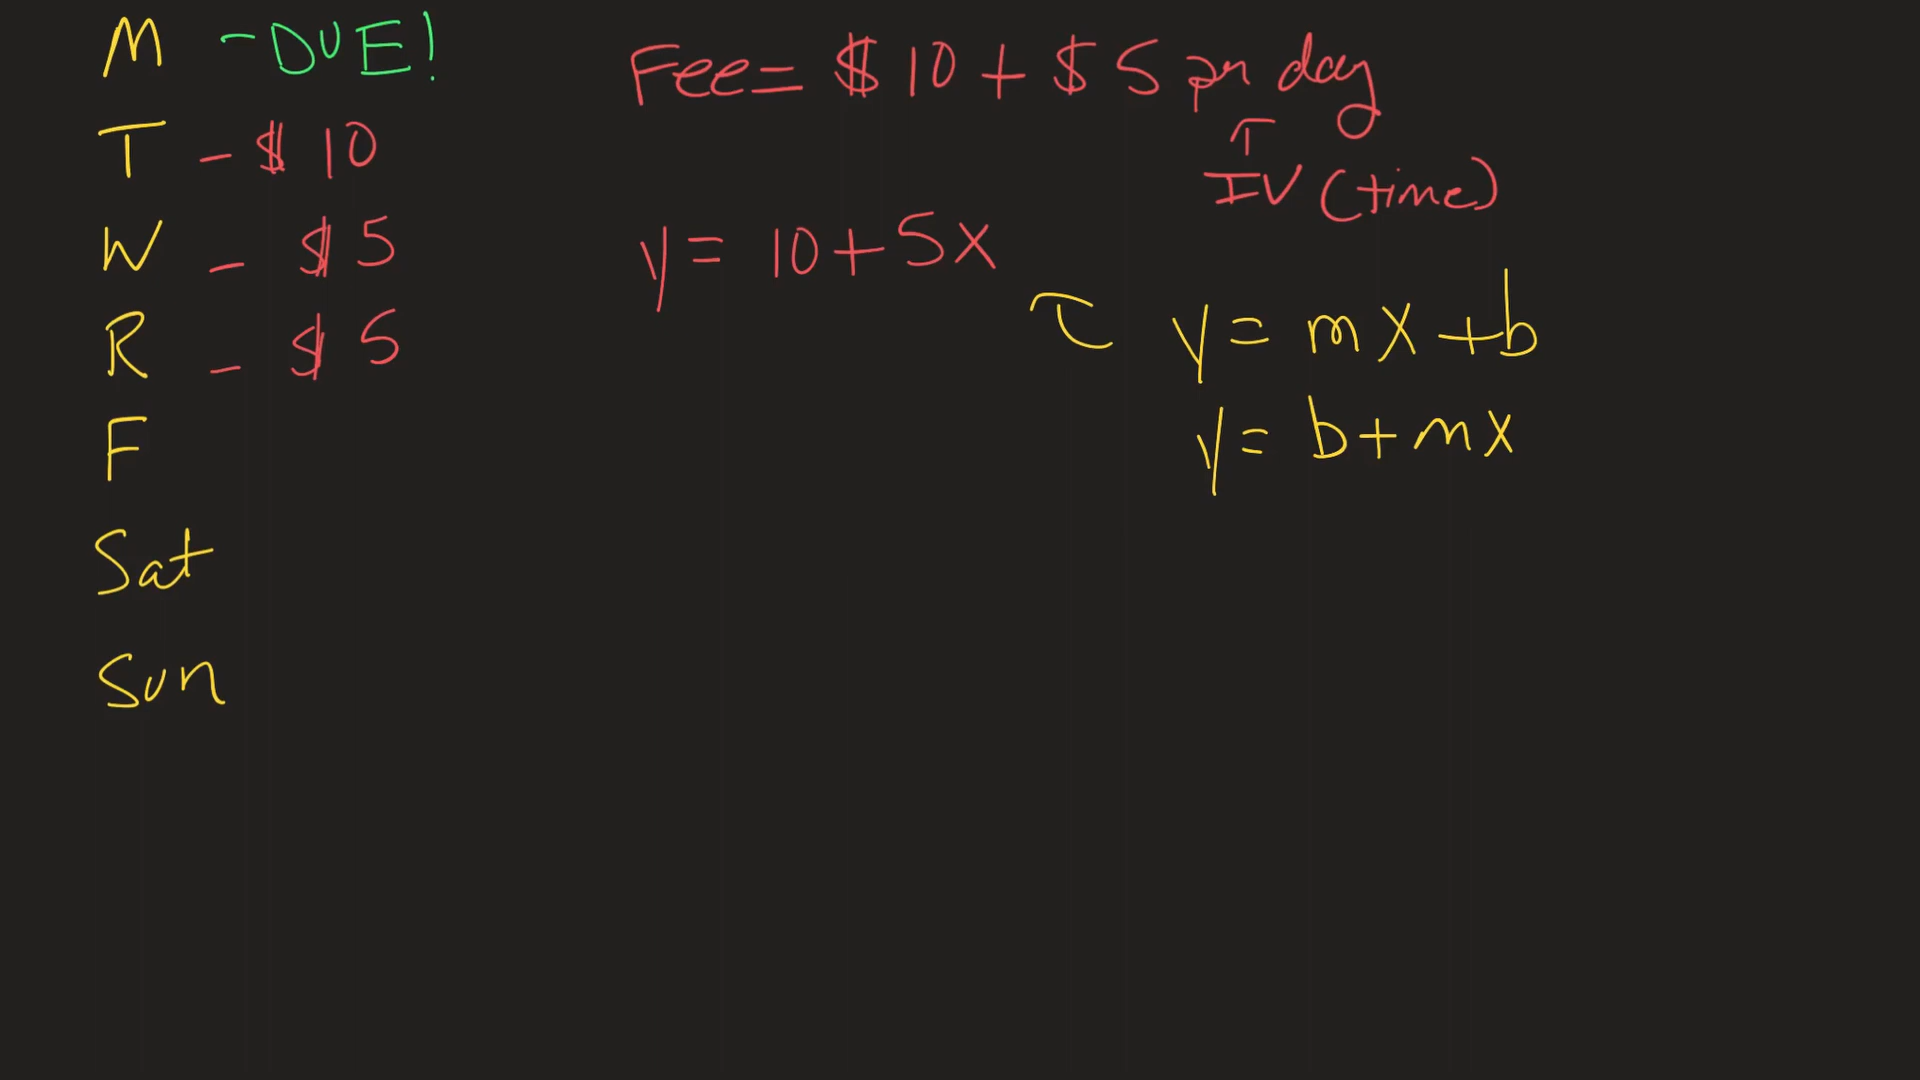 M - DUE!
T - $10
W - $5
R - $5
F
Sat
Sun
Fee = $10 + $5 per day
IV (time)
y = 10 + 5x
y = mx + b
y = b + mx